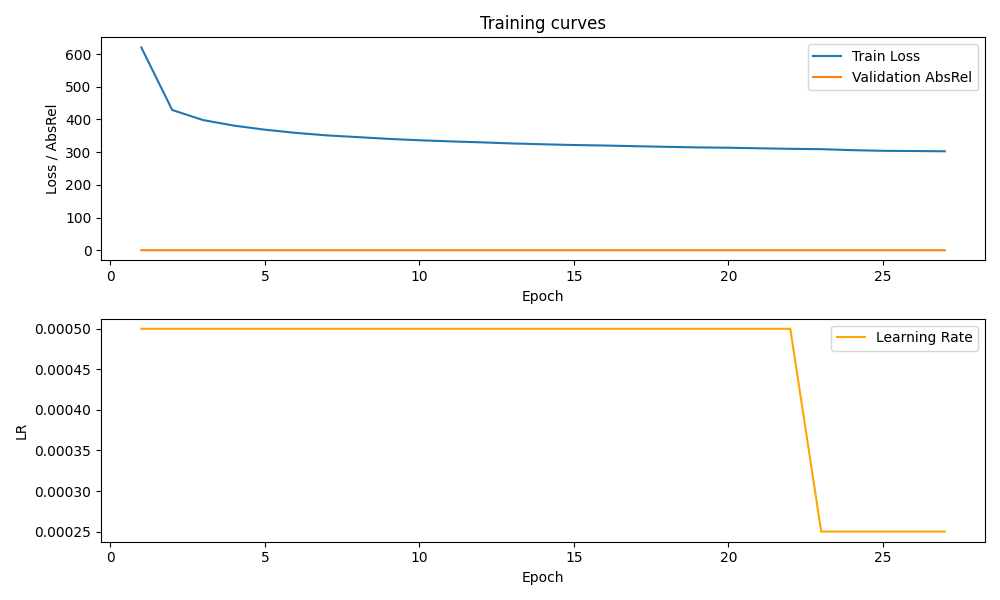 Training curves
Train Loss
Validation AbsRel
Loss / AbsRel
600
500
400
300
200
100
0
0 5 10 15 20 25
Epoch
Learning Rate
LR
0.00050
0.00045
0.00040
0.00035
0.00030
0.00025
0 5 10 15 20 25
Epoch